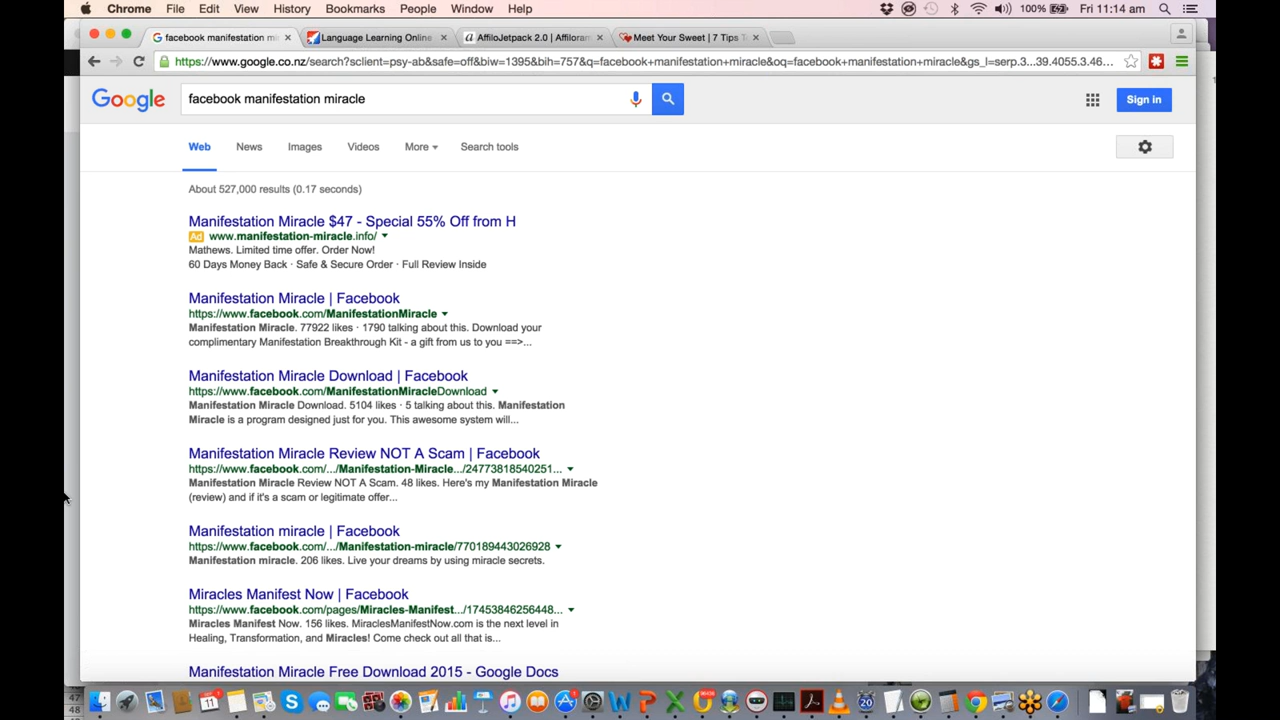 Chrome File Edit View History Bookmarks People Window Help 100% Fri 11:14 am
facebook manifestation mi Language Learning Online AffiloJetpack 2.0 | Affiloram Meet Your Sweet | 7 Tips T
https://www.google.co.nz/search?sclient=psy-ab&safe=off&biw=1395&bih=757&q=facebook+manifestation+miracle&oq=facebook+manifestation+miracle&gs_l=serp.3...39.4055.3.46...
Google facebook manifestation miracle Sign in
Web News Images Videos More Search tools
About 527,000 results (0.17 seconds)
Manifestation Miracle $47 - Special 55% Off from H
Ad www.manifestation-miracle.info/
Mathews. Limited time offer. Order Now!
60 Days Money Back · Safe & Secure Order · Full Review Inside
Manifestation Miracle | Facebook
https://www.facebook.com/ManifestationMiracle
Manifestation Miracle. 77922 likes · 1790 talking about this. Download your
complimentary Manifestation Breakthrough Kit - a gift from us to you ==>...
Manifestation Miracle Download | Facebook
https://www.facebook.com/ManifestationMiracleDownload
Manifestation Miracle Download. 5104 likes · 5 talking about this. Manifestation
Miracle is a program designed just for you. This awesome system will...
Manifestation Miracle Review NOT A Scam | Facebook
https://www.facebook.com/.../Manifestation-Miracle.../24773818540251...
Manifestation Miracle Review NOT A Scam. 48 likes. Here's my Manifestation Miracle
(review) and if it's a scam or legitimate offer...
Manifestation miracle | Facebook
https://www.facebook.com/.../Manifestation-miracle/770189443026928
Manifestation miracle. 206 likes. Live your dreams by using miracle secrets.
Miracles Manifest Now | Facebook
https://www.facebook.com/pages/Miracles-Manifest.../17453846256448...
Miracles Manifest Now. 156 likes. MiraclesManifestNow.com is the next level in
Healing, Transformation, and Miracles! Come check out all that is...
Manifestation Miracle Free Download 2015 - Google Docs
47
48
20